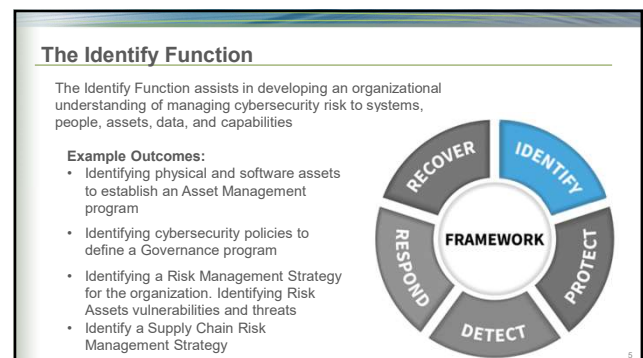 The Identify Function
The Identify Function assists in developing an organizational
understanding of managing cybersecurity risk to systems,
people, assets, data, and capabilities
Example Outcomes:
• Identifying physical and software assets
to establish an Asset Management
program
• Identifying cybersecurity policies to
define a Governance program
• Identifying a Risk Management Strategy
for the organization. Identifying Risk
Assets vulnerabilities and threats
• Identify a Supply Chain Risk
Management Strategy
RECOVER
IDENTIFY
FRAMEWORK
RESPOND
PROTECT
DETECT
5